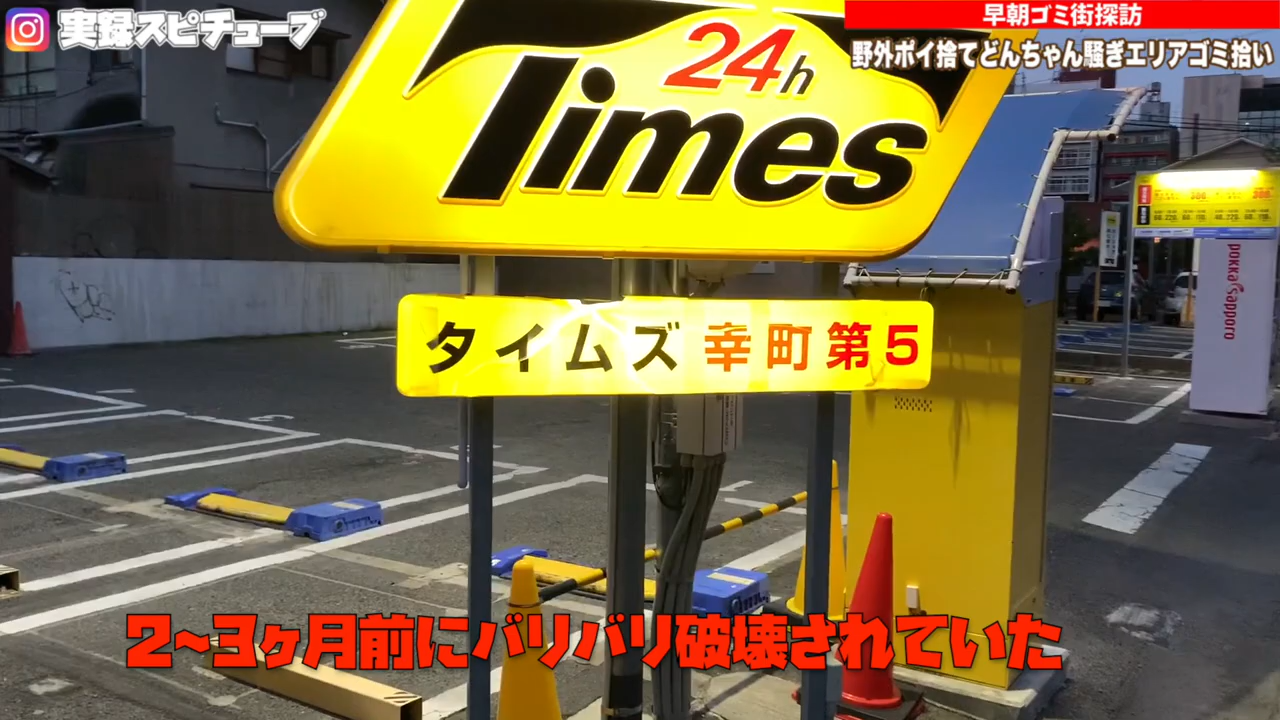 実録スピチューブ
早朝ゴミ街探訪
野外ポイ捨てどんちゃん騒ぎエリアゴミ拾い
24h
Times
タイムズ 幸町第5
pokka sapporo
2~3ヶ月前にバリバリ破壊されていた